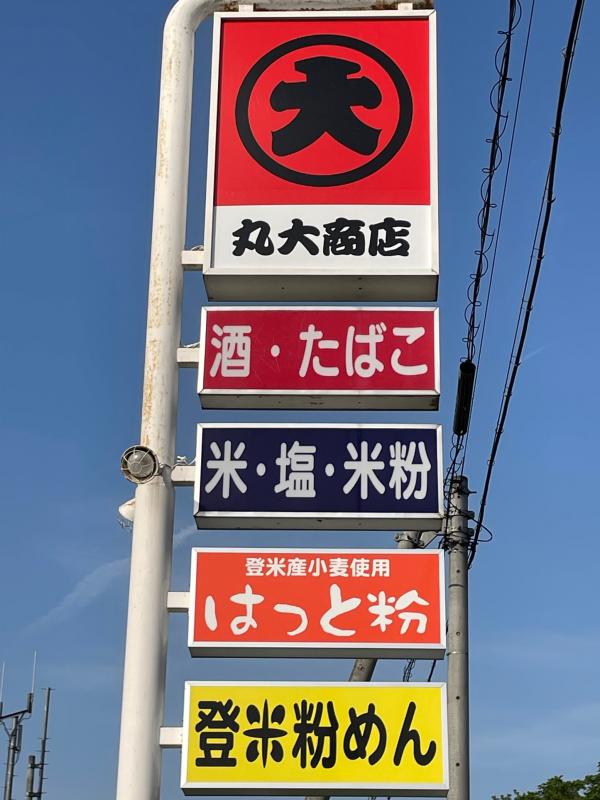 大
丸大商店
酒・たばこ
米・塩・米粉
登米産小麦使用
はっと粉
登米粉めん